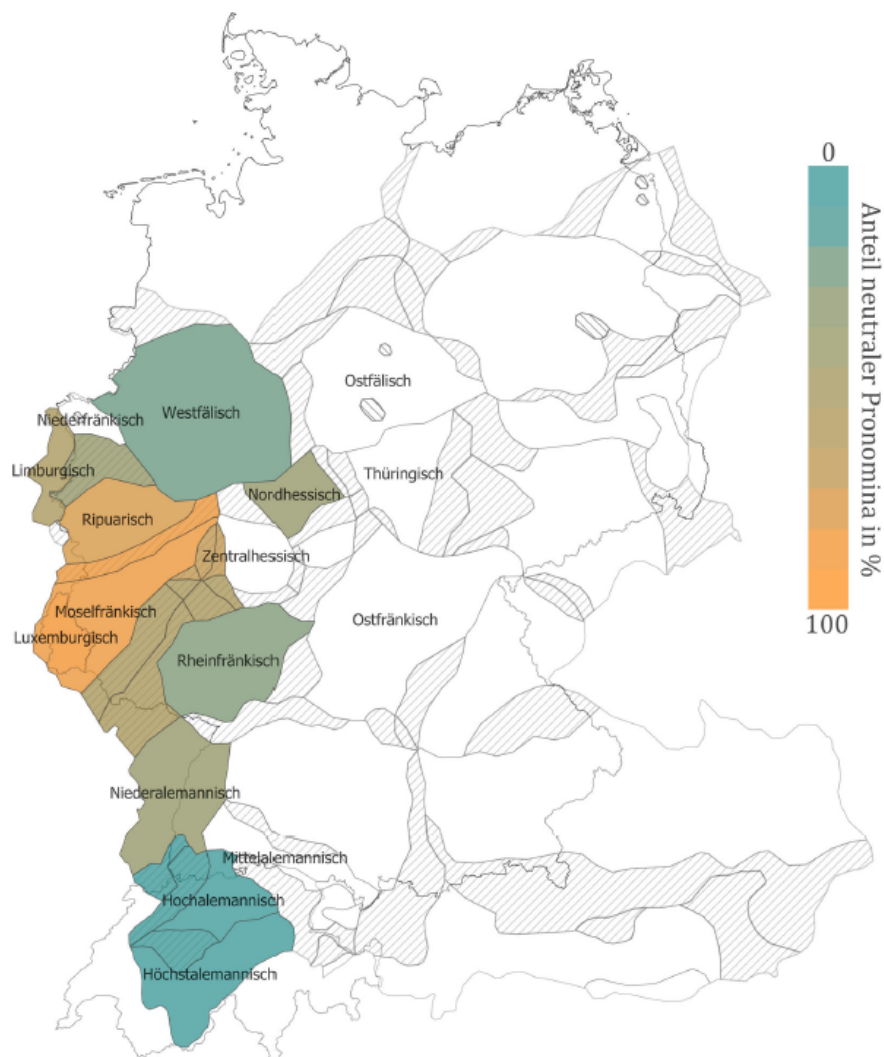 0
Anteil neutraler Pronomina in %
100
Ostfälisch
Westfälisch
Niederfränkisch
Limburgisch
Thüringisch
Nordhessisch
Ripuarisch
Zentralhessisch
Moselfränkisch
Ostfränkisch
Luxemburgisch
Rheinfränkisch
Niederalemannisch
Mittelalemannisch
Hochalemannisch
Höchstalemannisch